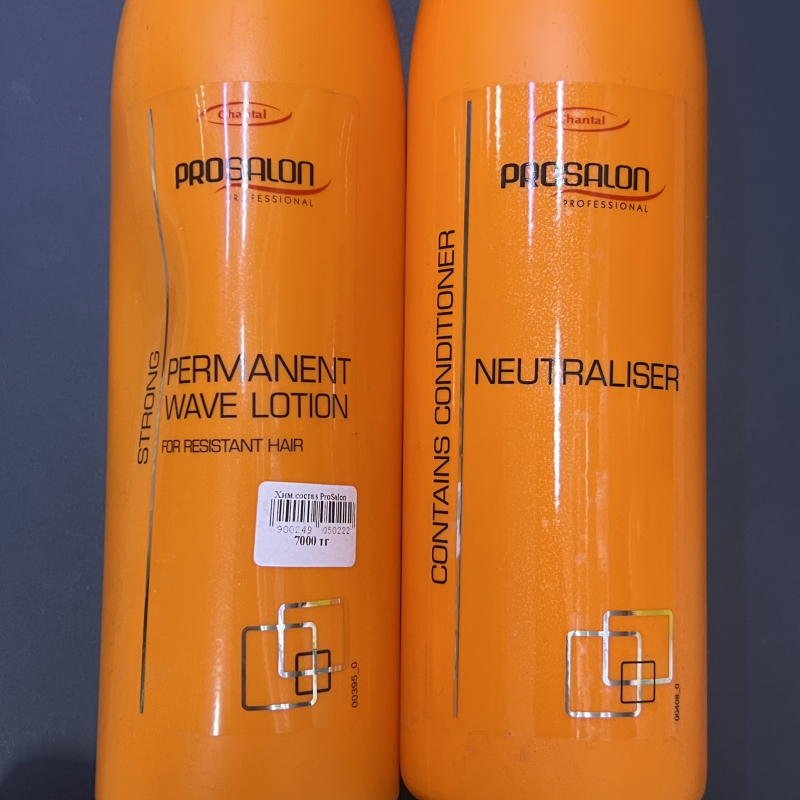 Chantal
PROSALON
PROFESSIONAL
STRONG
PERMANENT
WAVE LOTION
FOR RESISTANT HAIR
Хим.состав ProSalon
900249 050222
7000 тг
00395_0
Chantal
PROSALON
PROFESSIONAL
CONTAINS CONDITIONER
NEUTRALISER
00408_0